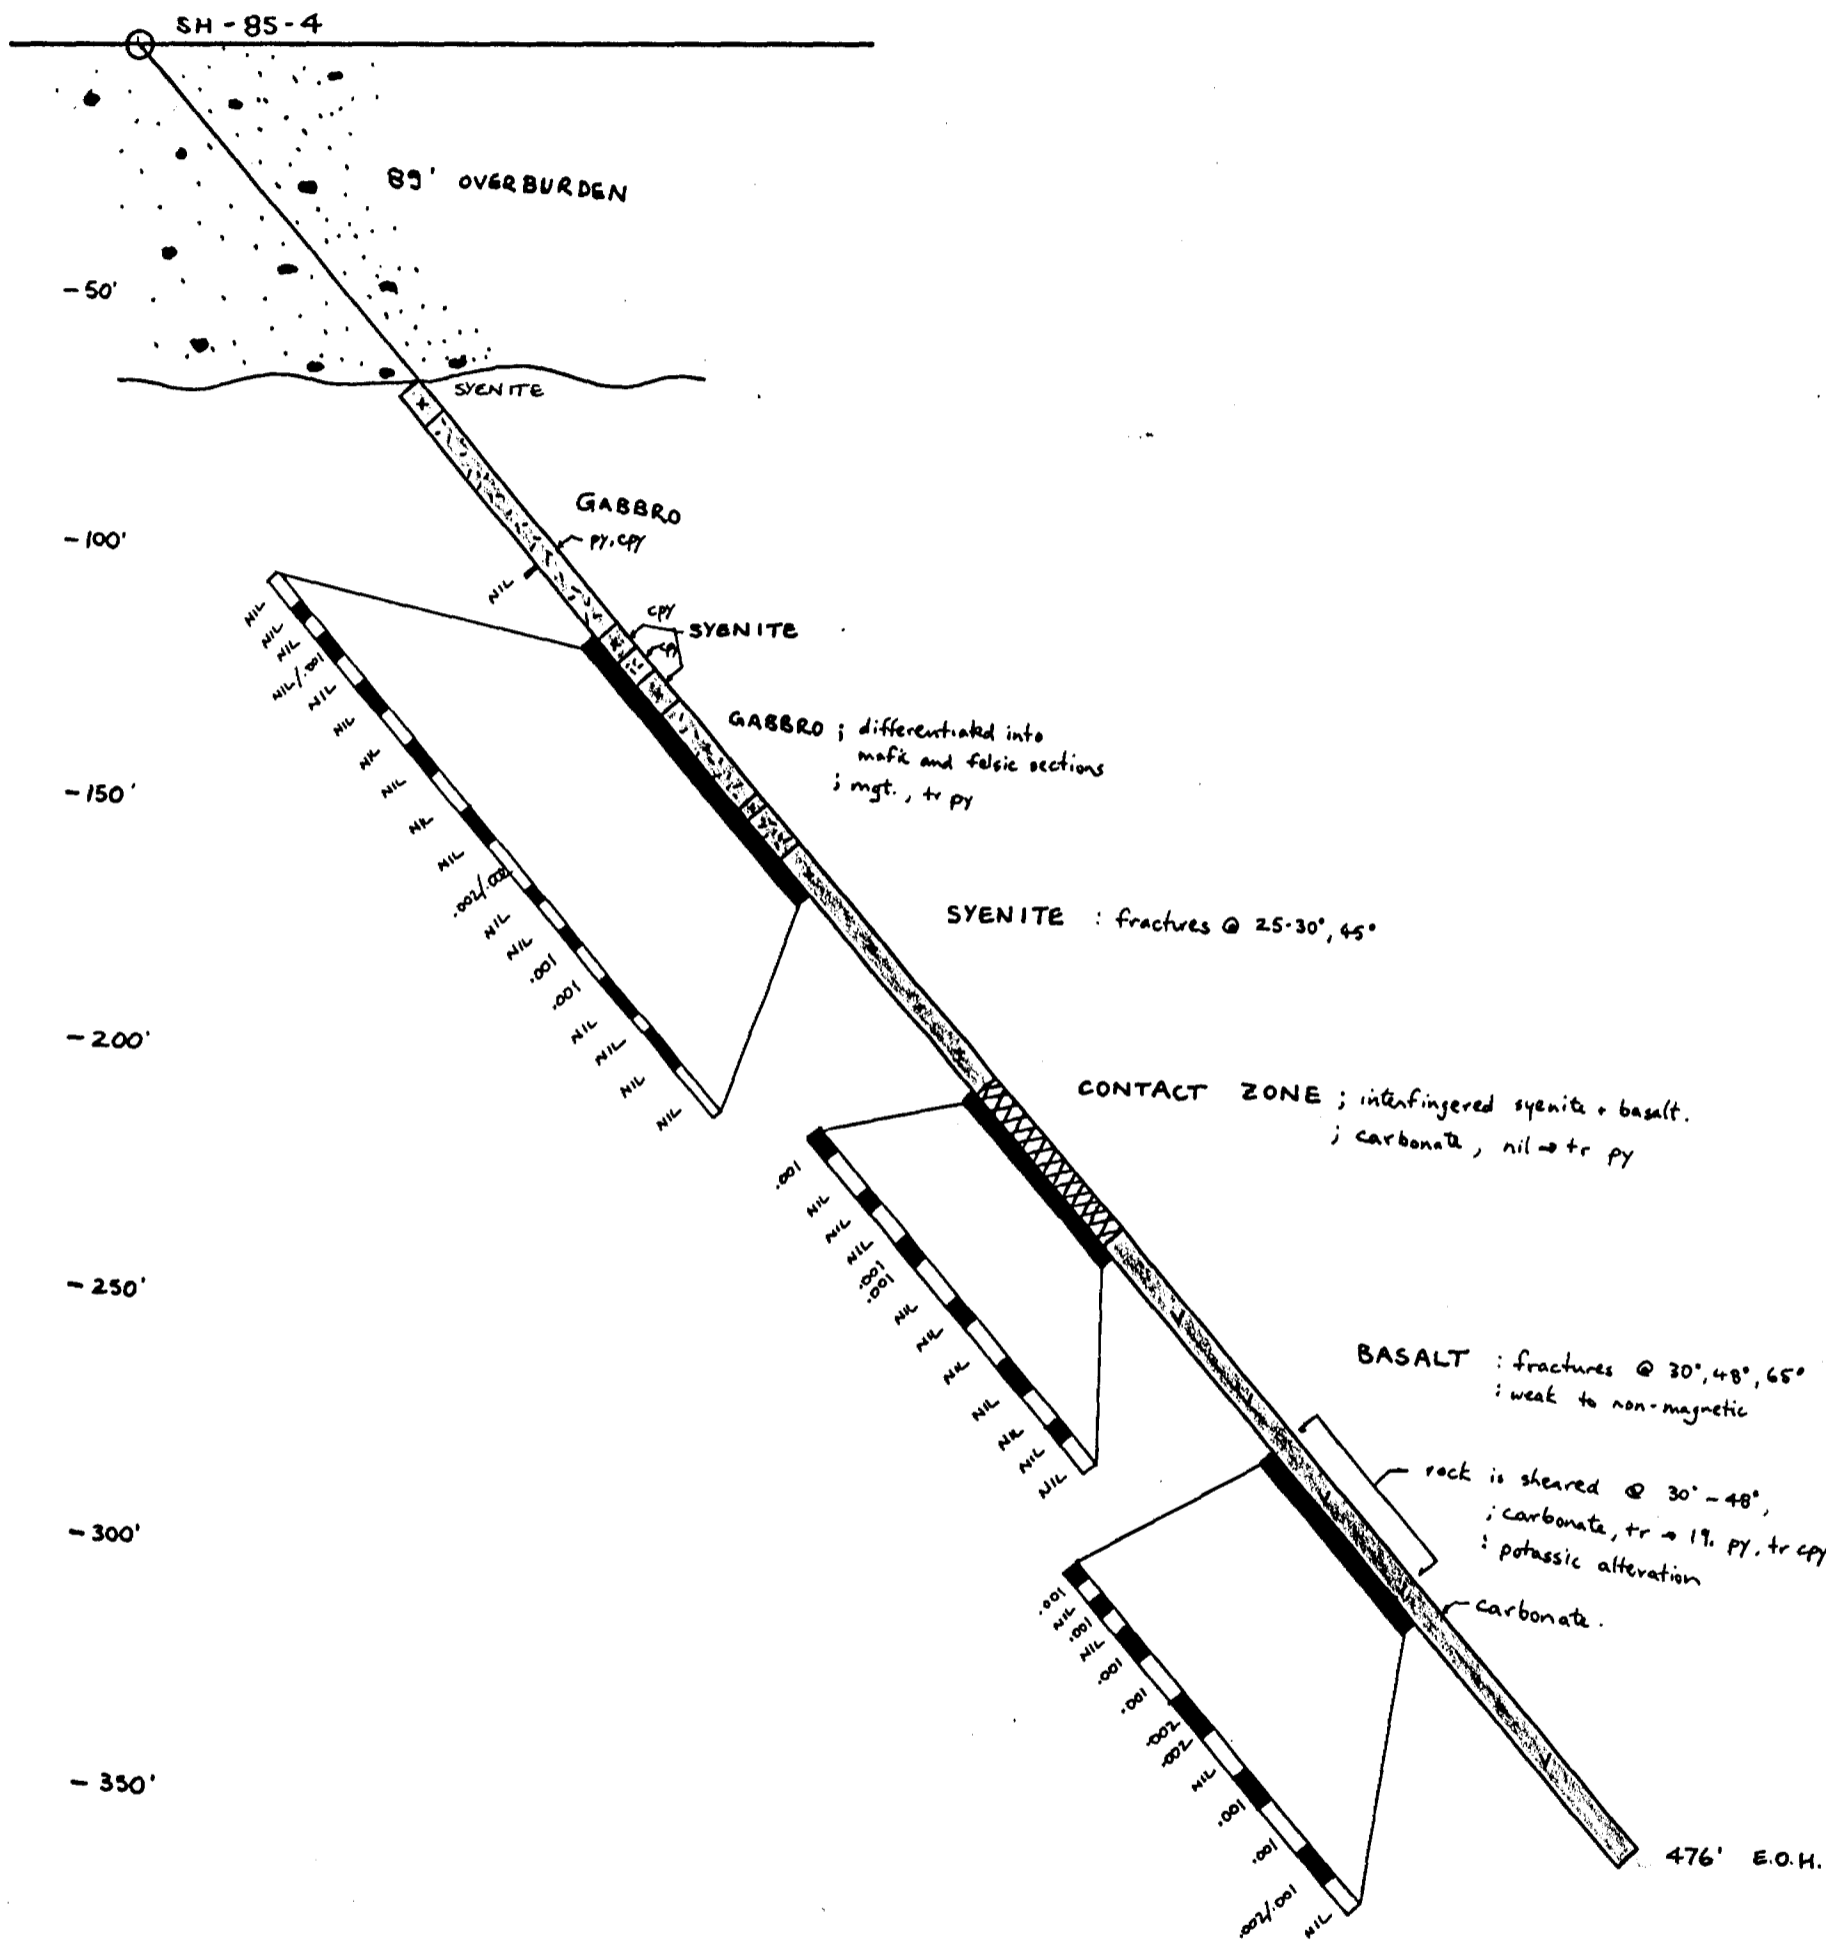 SH-85-4
89' OVERBURDEN
-50'
SYENITE
GABBRO
py, cpy
-100'
NIL
cpy
SYENITE
cpy
GABBRO ; differentiated into
mafic and felsic sections
; mgt., tr py
-150'
NIL
NIL
NIL
NIL/.001
NIL
NIL
NIL
NIL
NIL
NIL
.002/.002
NIL
NIL
.001
.001
NIL
NIL
NIL
NIL
SYENITE : fractures @ 25-30°, 45°
-200'
CONTACT ZONE ; interfingered syenite + basalt.
; carbonate, nil → tr py
.001
NIL
NIL
NIL
.001
.001
NIL
NIL
NIL
NIL
NIL
NIL
NIL
-250'
BASALT : fractures @ 30°, 48°, 65°
: weak to non-magnetic
rock is sheared @ 30° - 48°,
; carbonate, tr → 1%. py, tr cpy
: potassic alteration
-300'
carbonate.
.001
NIL
.001
NIL
.001
.001
.002
.002
NIL
.001
.001
.002/.001
NIL
-350'
476' E.O.H.